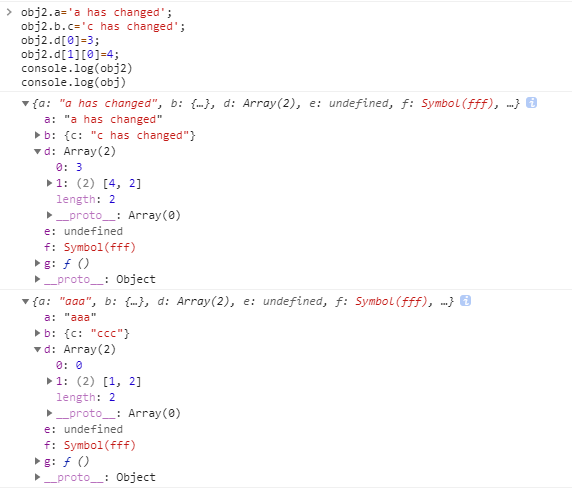 > obj2.a='a has changed';
obj2.b.c='c has changed';
obj2.d[0]=3;
obj2.d[1][0]=4;
console.log(obj2)
console.log(obj)
▼{a: "a has changed", b: {…}, d: Array(2), e: undefined, f: Symbol(fff), …} i
a: "a has changed"
▶b: {c: "c has changed"}
▼d: Array(2)
0: 3
▶1: (2) [4, 2]
length: 2
▶__proto__: Array(0)
e: undefined
f: Symbol(fff)
▶g: ƒ ()
▶__proto__: Object
▼{a: "aaa", b: {…}, d: Array(2), e: undefined, f: Symbol(fff), …} i
a: "aaa"
▶b: {c: "ccc"}
▼d: Array(2)
0: 0
▶1: (2) [1, 2]
length: 2
▶__proto__: Array(0)
e: undefined
f: Symbol(fff)
▶g: ƒ ()
▶__proto__: Object